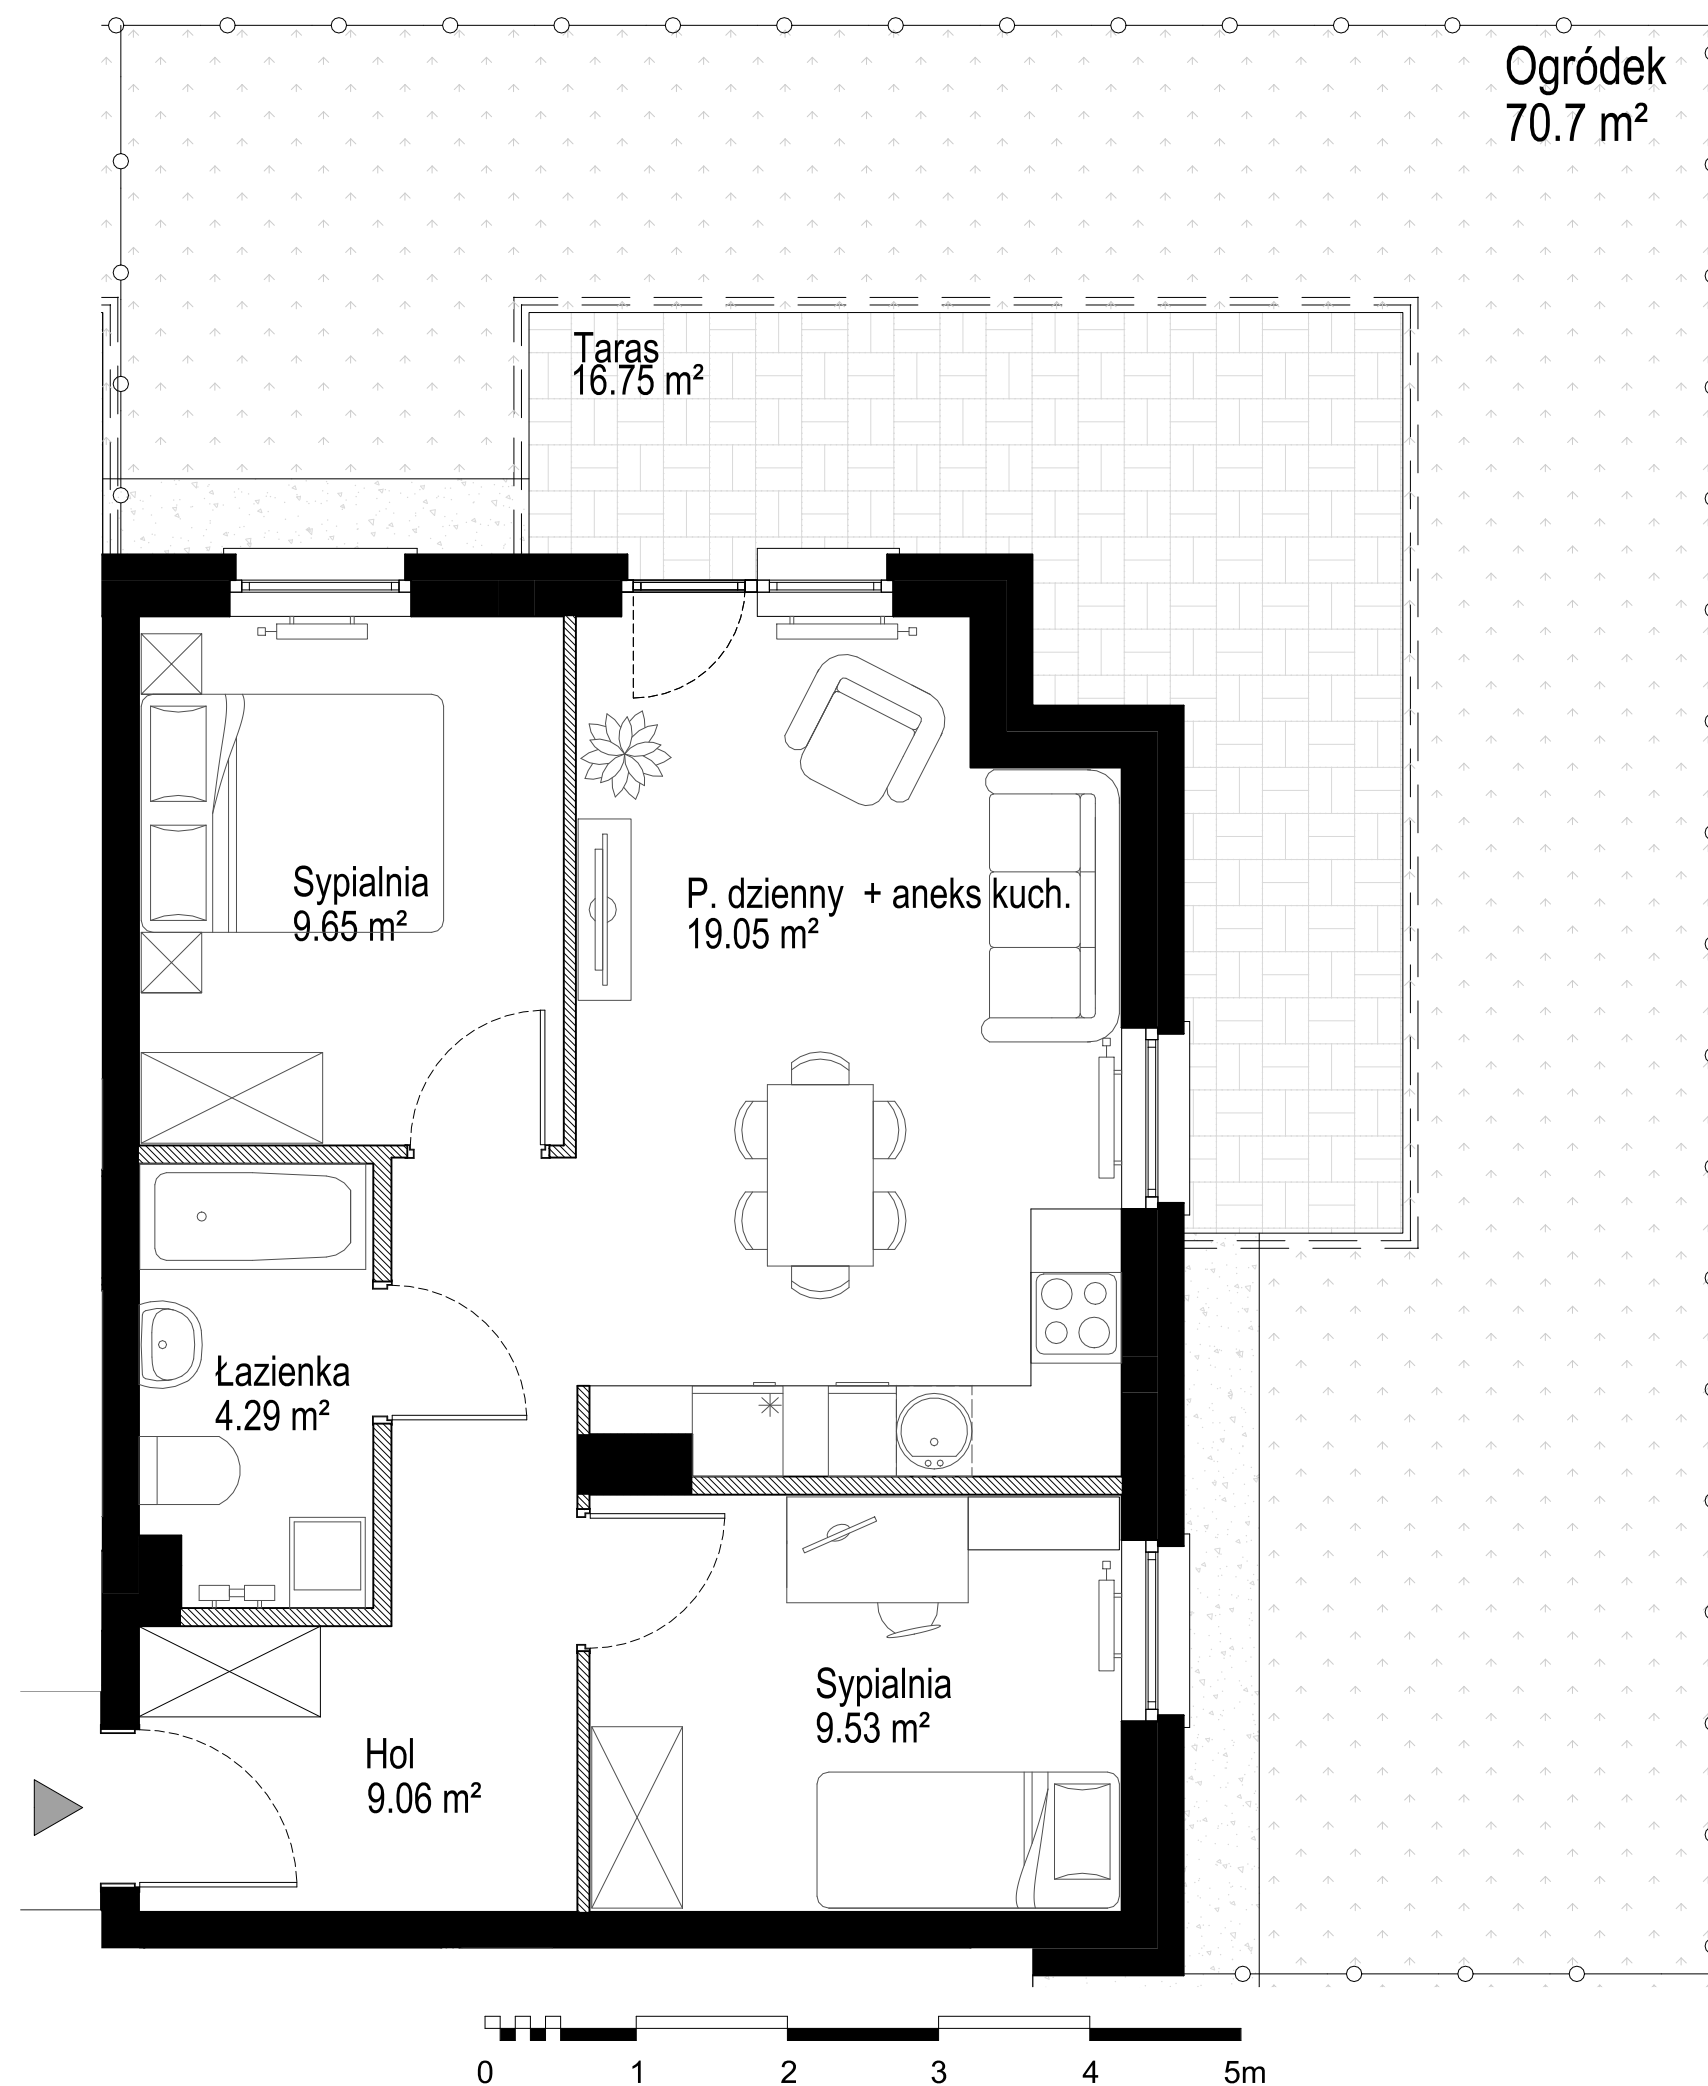 Ogródek
70.7 m²
Taras
16.75 m²
Sypialnia
9.65 m²
P. dzienny + aneks kuch.
19.05 m²
Łazienka
4.29 m²
Sypialnia
9.53 m²
Hol
9.06 m²
0 1 2 3 4 5m